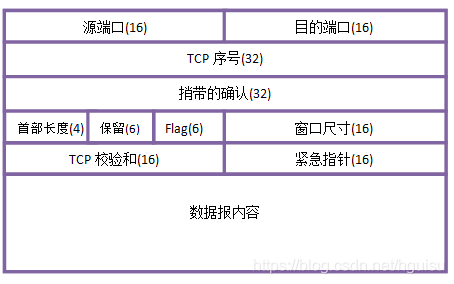 源端口(16) 目的端口(16)
TCP 序号(32)
捎带的确认(32)
首部长度(4) 保留(6) Flag(6) 窗口尺寸(16)
TCP 校验和(16) 紧急指针(16)
数据报内容
https://blog.csdn.net/hguisu